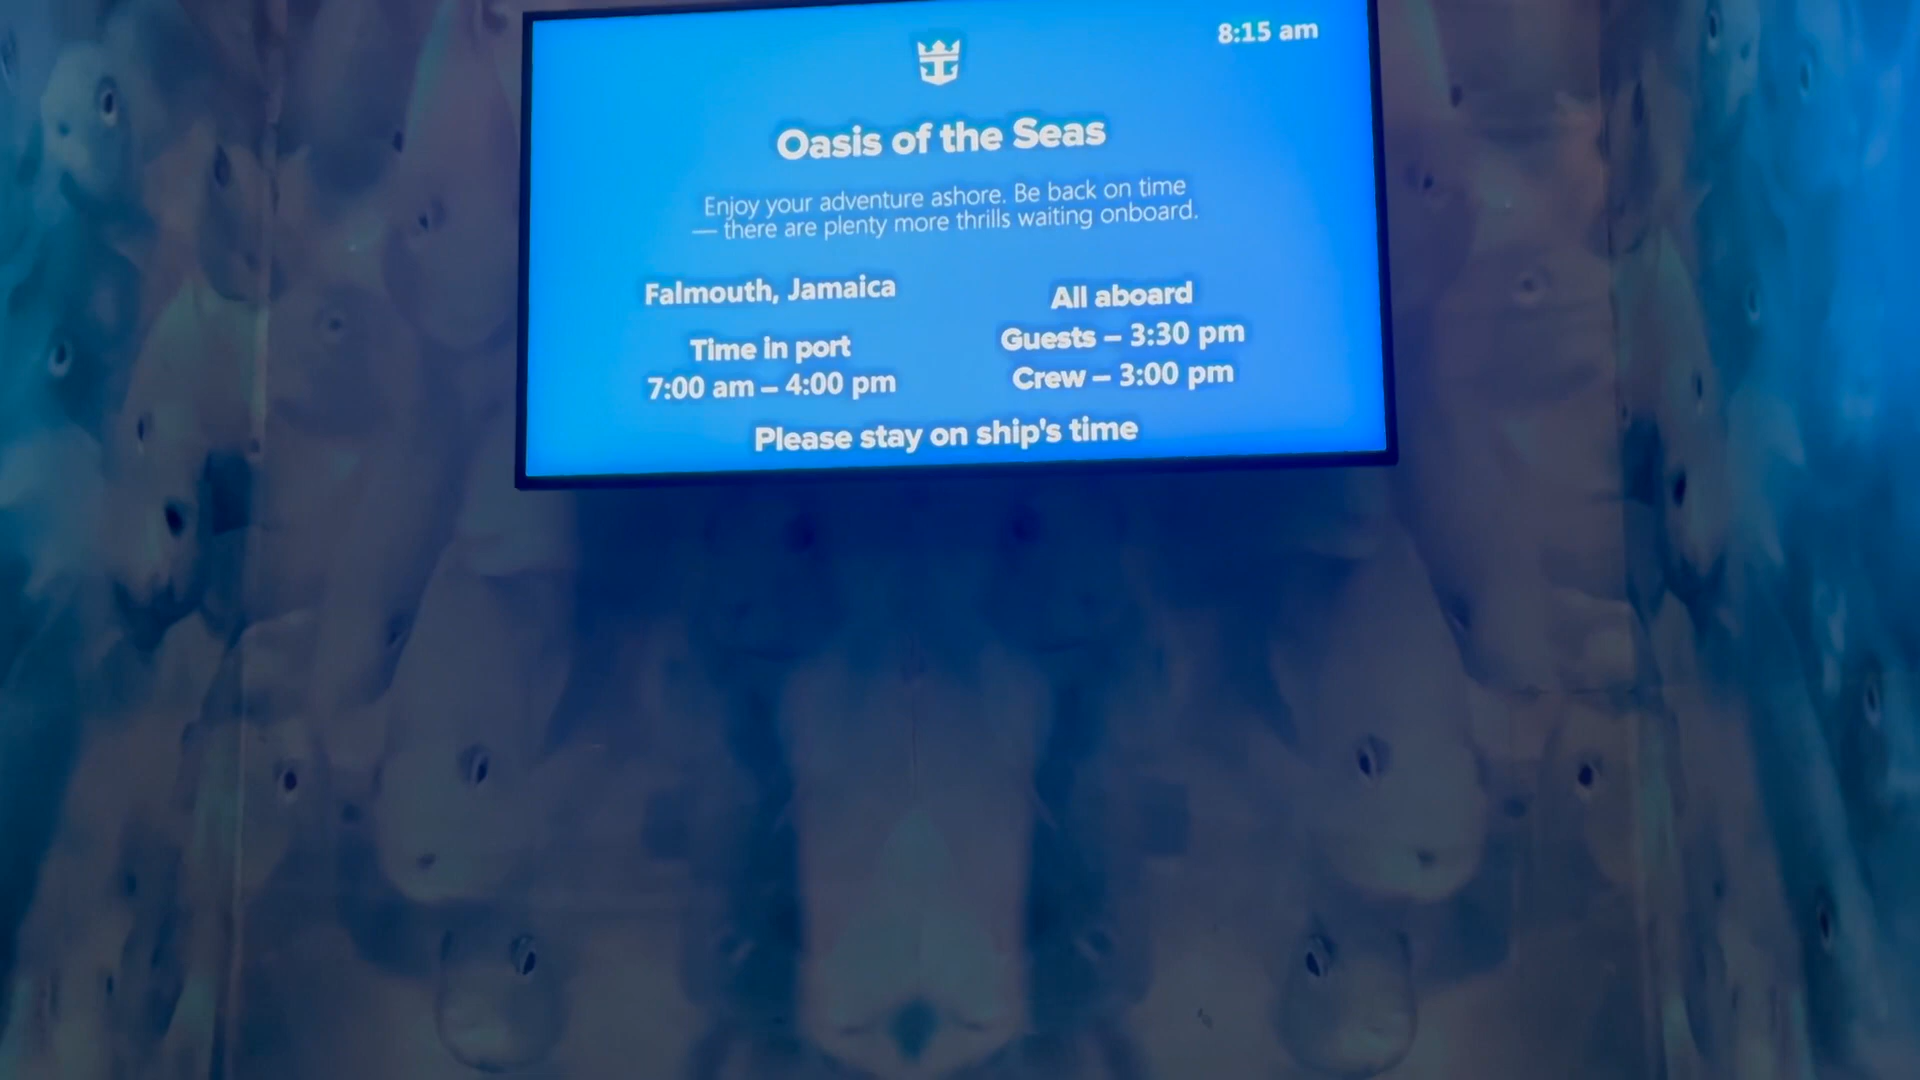 8:15 am
Oasis of the Seas
Enjoy your adventure ashore. Be back on time
— there are plenty more thrills waiting onboard.
Falmouth, Jamaica
Time in port
7:00 am – 4:00 pm
All aboard
Guests – 3:30 pm
Crew – 3:00 pm
Please stay on ship's time